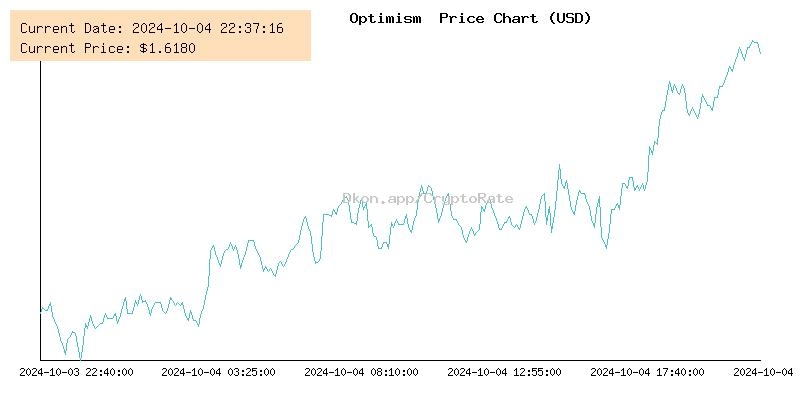 Optimism  Price Chart (USD)
Current Date: 2024-10-04 22:37:16
Current Price: $1.6180
Dkon.app/CryptoRate
2024-10-03 22:40:00 2024-10-04 03:25:00 2024-10-04 08:10:00 2024-10-04 12:55:00 2024-10-04 17:40:00 2024-10-04